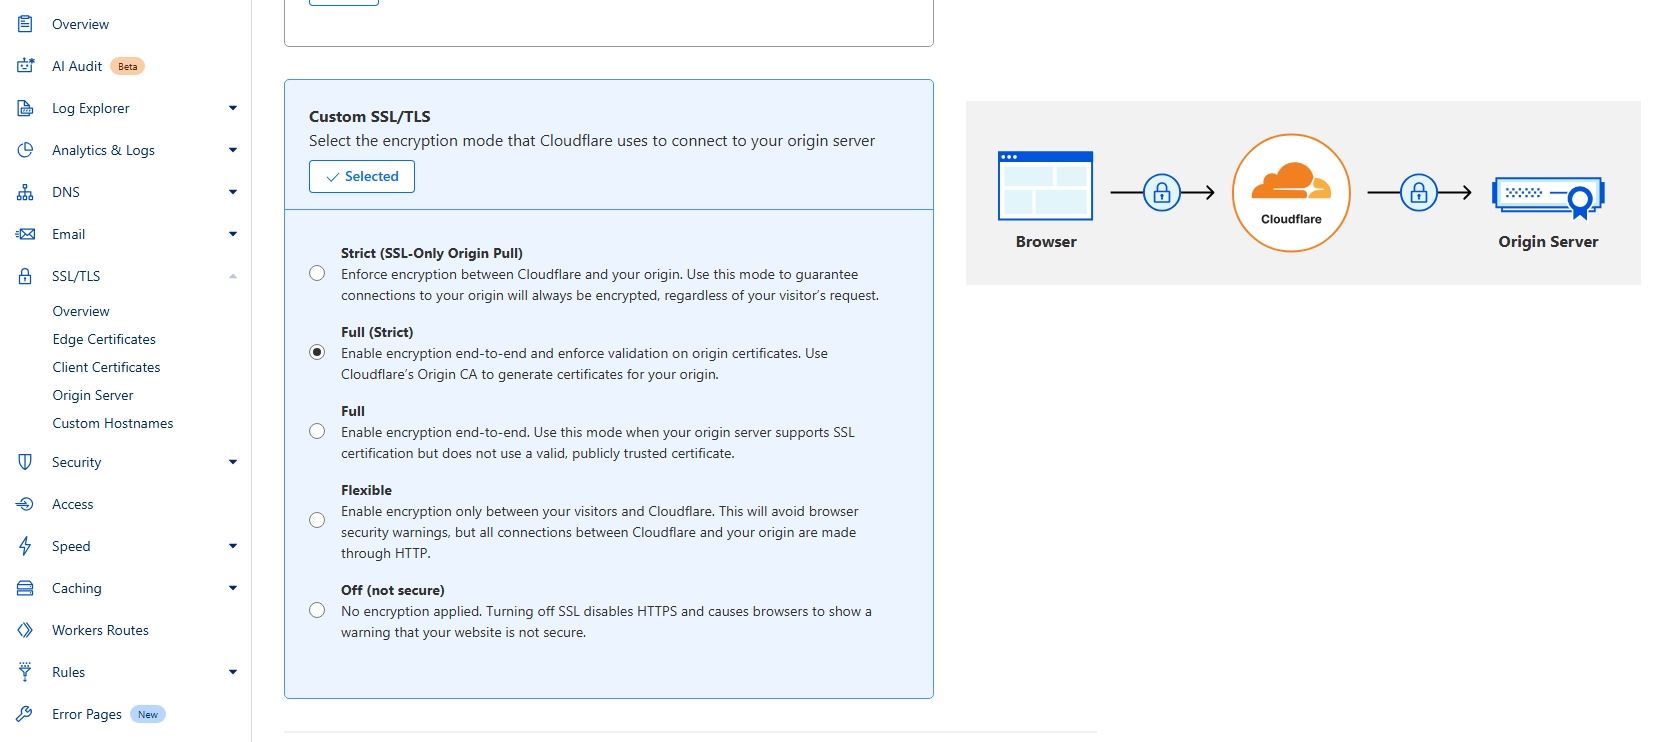 Overview
AI Audit Beta
Log Explorer
Analytics & Logs
DNS
Email
SSL/TLS
Overview
Edge Certificates
Client Certificates
Origin Server
Custom Hostnames
Security
Access
Speed
Caching
Workers Routes
Rules
Error Pages New
Custom SSL/TLS
Select the encryption mode that Cloudflare uses to connect to your origin server
Selected
Strict (SSL-Only Origin Pull)
Enforce encryption between Cloudflare and your origin. Use this mode to guarantee
connections to your origin will always be encrypted, regardless of your visitor’s request.
Full (Strict)
Enable encryption end-to-end and enforce validation on origin certificates. Use
Cloudflare’s Origin CA to generate certificates for your origin.
Full
Enable encryption end-to-end. Use this mode when your origin server supports SSL
certification but does not use a valid, publicly trusted certificate.
Flexible
Enable encryption only between your visitors and Cloudflare. This will avoid browser
security warnings, but all connections between Cloudflare and your origin are made
through HTTP.
Off (not secure)
No encryption applied. Turning off SSL disables HTTPS and causes browsers to show a
warning that your website is not secure.
Browser
Cloudflare
Origin Server